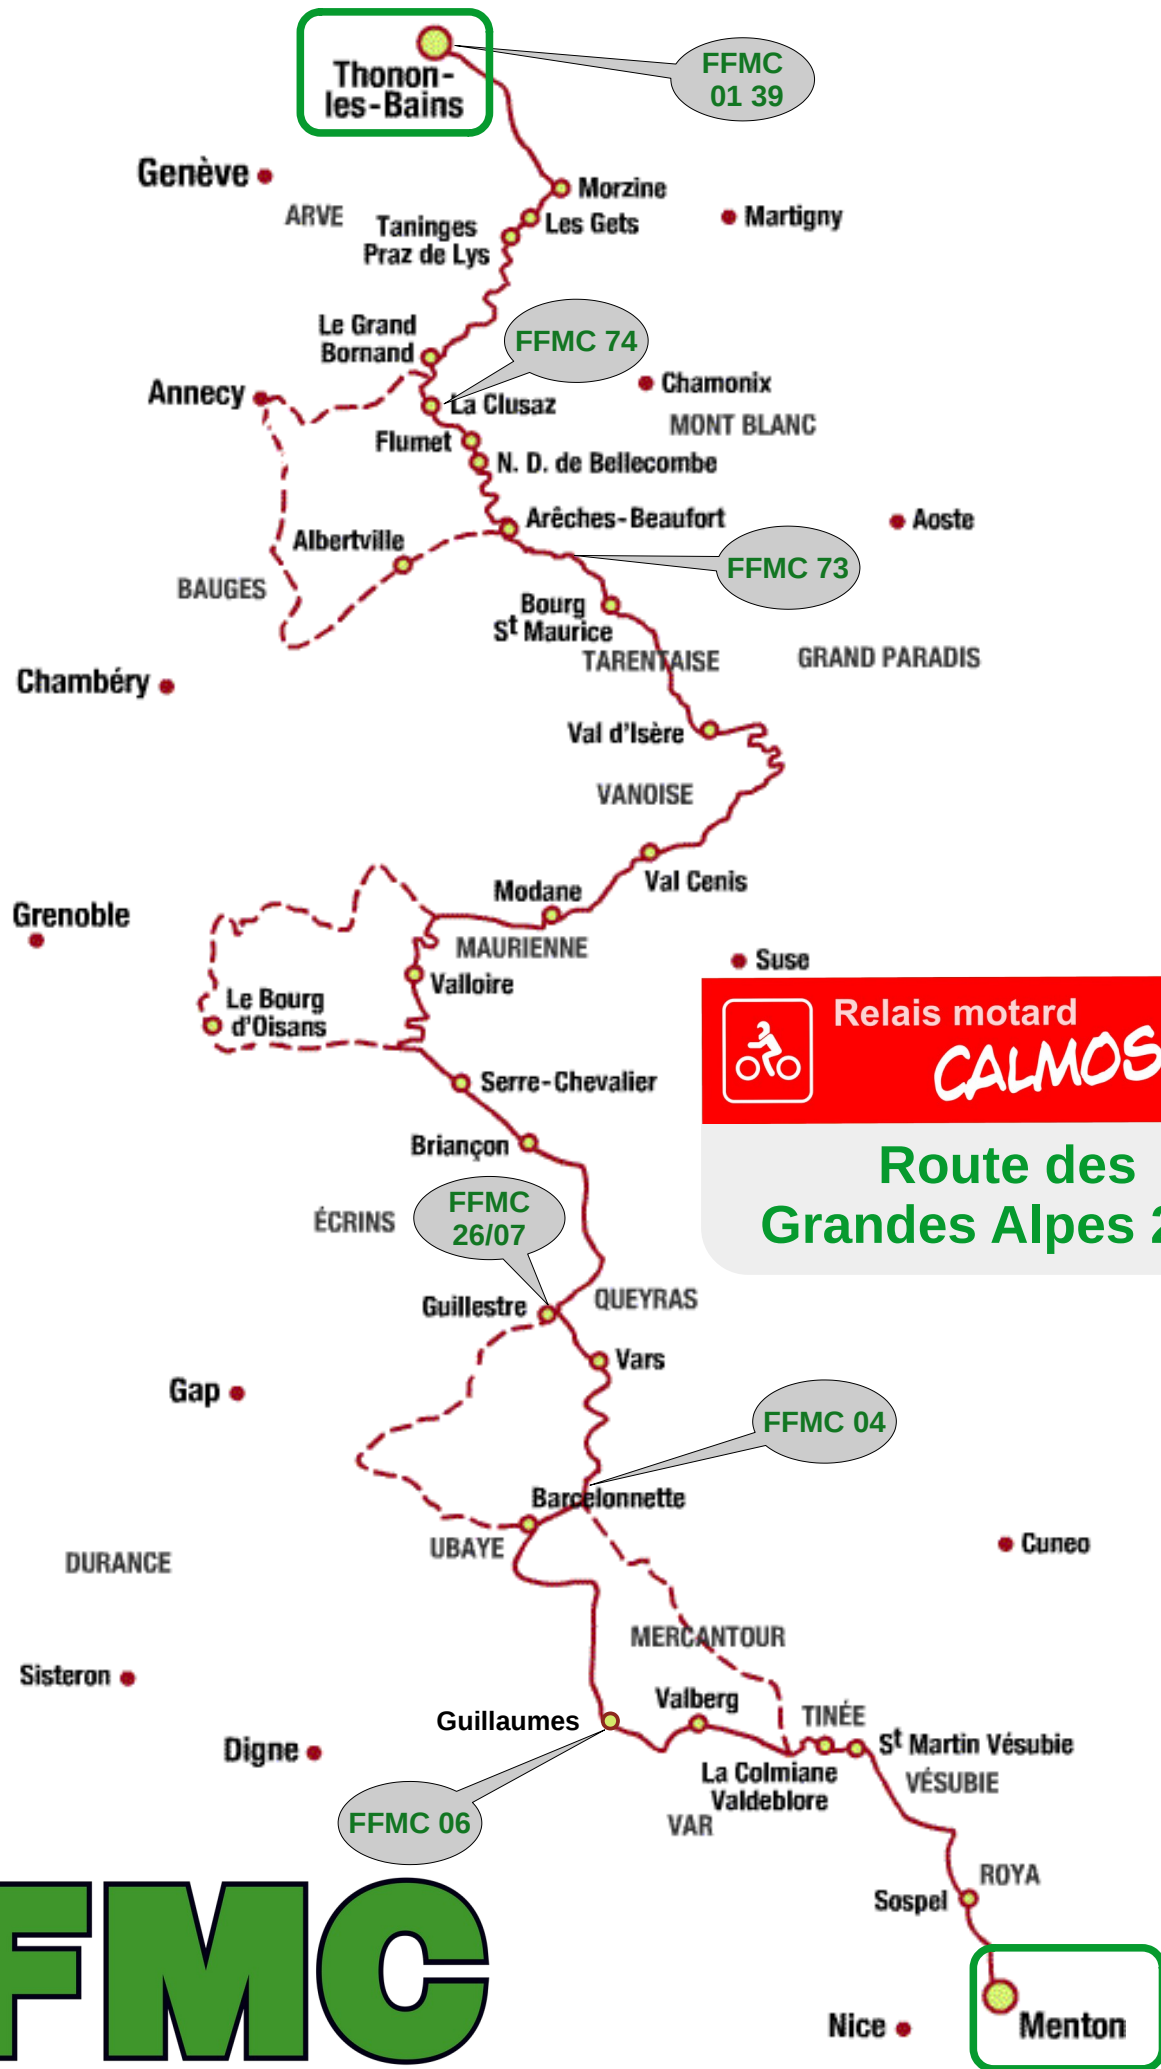 Thonon-
les-Bains
FFMC
01 39
Genève
ARVE
Morzine
Les Gets
Martigny
Taninges
Praz de Lys
Le Grand
Bornand
FFMC 74
Annecy
La Clusaz
Chamonix
MONT BLANC
Flumet
N. D. de Bellecombe
Arêches-Beaufort
Aoste
Albertville
FFMC 73
BAUGES
Bourg
St Maurice
TARENTAISE
GRAND PARADIS
Chambéry
Val d'Isère
VANOISE
Val Cenis
Modane
Grenoble
MAURIENNE
Suse
Valloire
Le Bourg
d'Oisans
Relais motard
CALMOS
Serre-Chevalier
Briançon
Route des
Grandes Alpes 2
FFMC
26/07
ÉCRINS
QUEYRAS
Guillestre
Vars
Gap
FFMC 04
Barcelonnette
UBAYE
Cuneo
DURANCE
MERCANTOUR
Sisteron
Valberg
TINÉE
Guillaumes
Digne
St Martin Vésubie
La Colmiane
Valdeblore
VÉSUBIE
VAR
FFMC 06
ROYA
Sospel
FMC
Nice
Menton